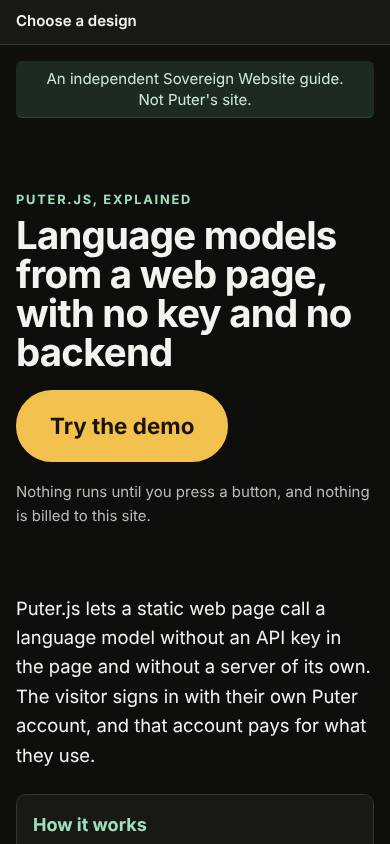 Choose a design
An independent Sovereign Website guide.
Not Puter's site.
PUTER.JS, EXPLAINED
Language models
from a web page,
with no key and no
backend
Try the demo
Nothing runs until you press a button, and nothing
is billed to this site.
Puter.js lets a static web page call a
language model without an API key in
the page and without a server of its own.
The visitor signs in with their own Puter
account, and that account pays for what
they use.
How it works